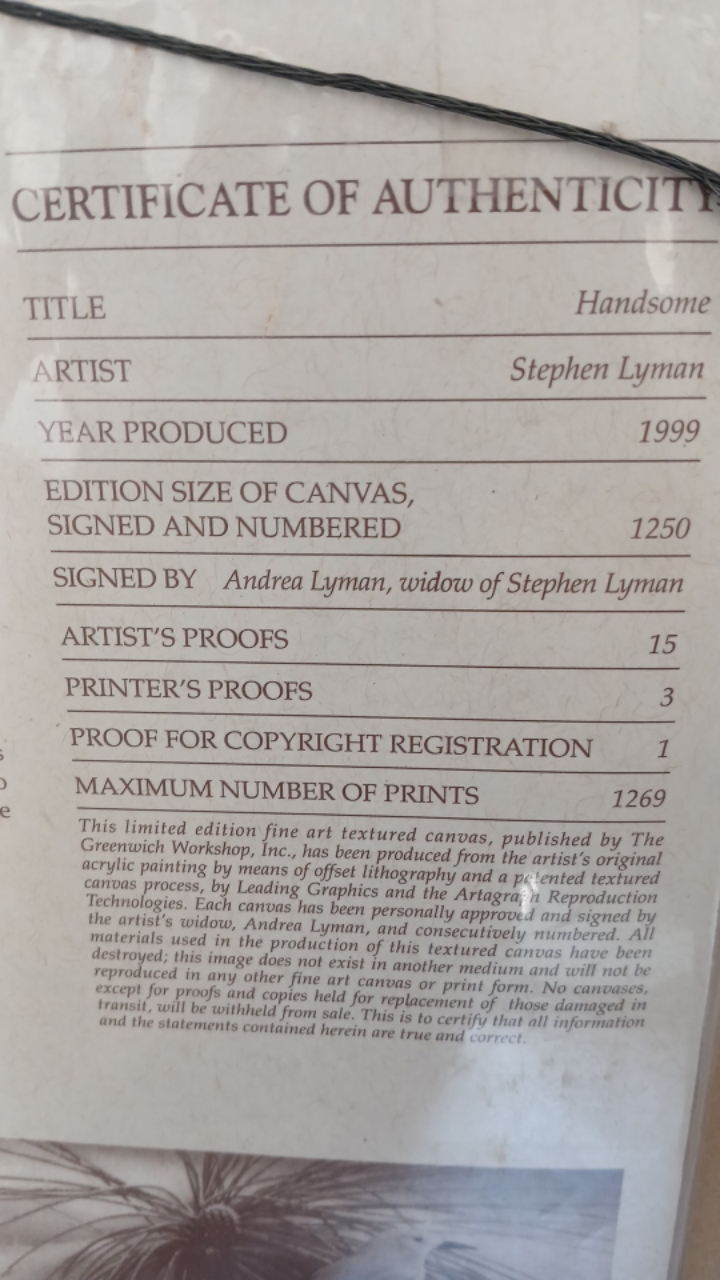 CERTIFICATE OF AUTHENTICITY
TITLE Handsome
ARTIST Stephen Lyman
YEAR PRODUCED 1999
EDITION SIZE OF CANVAS,
SIGNED AND NUMBERED 1250
SIGNED BY Andrea Lyman, widow of Stephen Lyman
ARTIST'S PROOFS 15
PRINTER'S PROOFS 3
PROOF FOR COPYRIGHT REGISTRATION 1
MAXIMUM NUMBER OF PRINTS 1269
This limited edition fine art textured canvas, published by The
Greenwich Workshop, Inc., has been produced from the artist's original
acrylic painting by means of offset lithography and a patented textured
canvas process, by Leading Graphics and the Artagraph Reproduction
Technologies. Each canvas has been personally approved and signed by
the artist's widow, Andrea Lyman, and consecutively numbered. All
materials used in the production of this textured canvas have been
destroyed; this image does not exist in another medium and will not be
reproduced in any other fine art canvas or print form. No canvases,
except for proofs and copies held for replacement of those damaged in
transit, will be withheld from sale. This is to certify that all information
and the statements contained herein are true and correct.